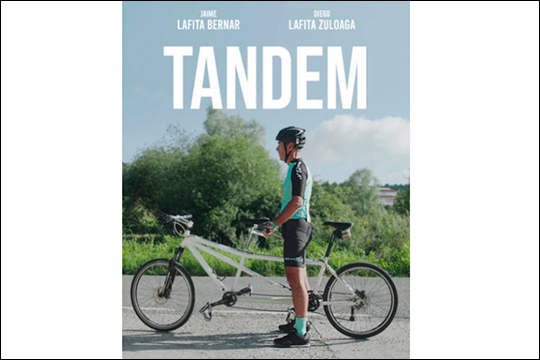 JAIME
LAFITA BERNAR
DIEGO
LAFITA ZULOAGA
TANDEM